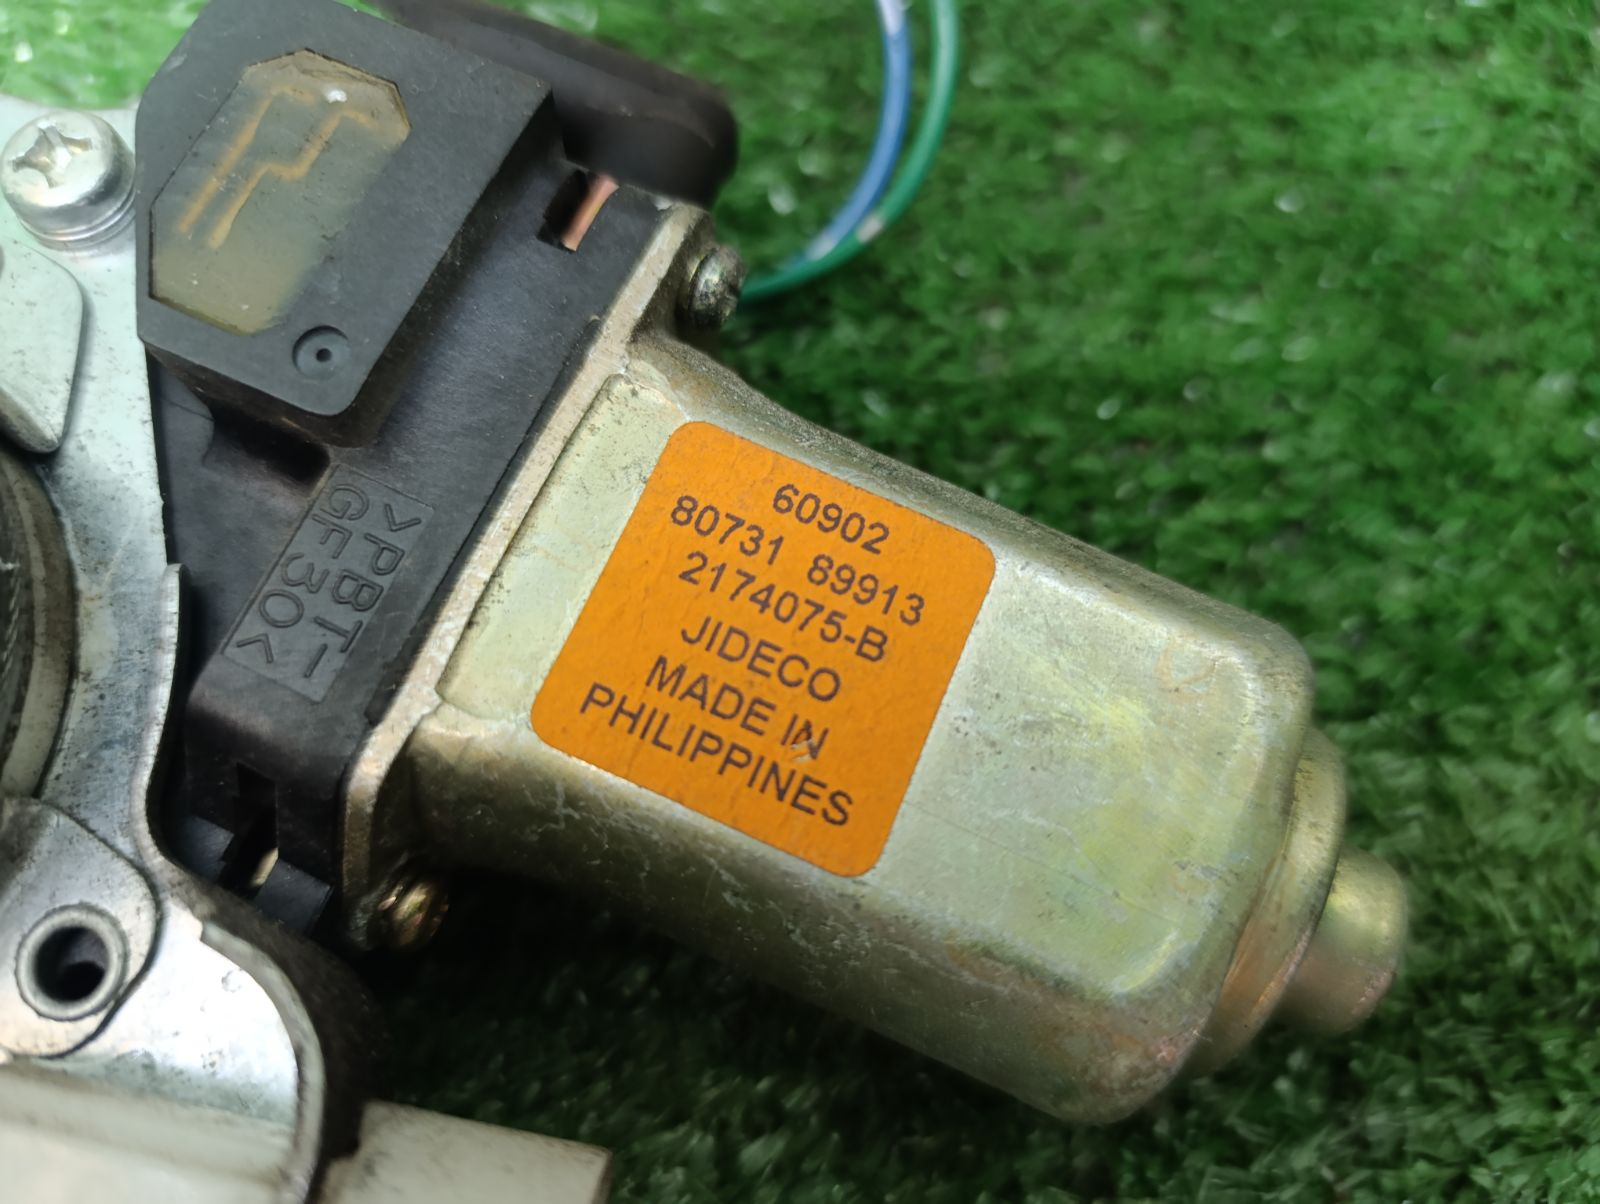 60902
80731 89913
2174075-B
JIDECO
MADE IN
PHILIPPINES
>PBT-
GF30<